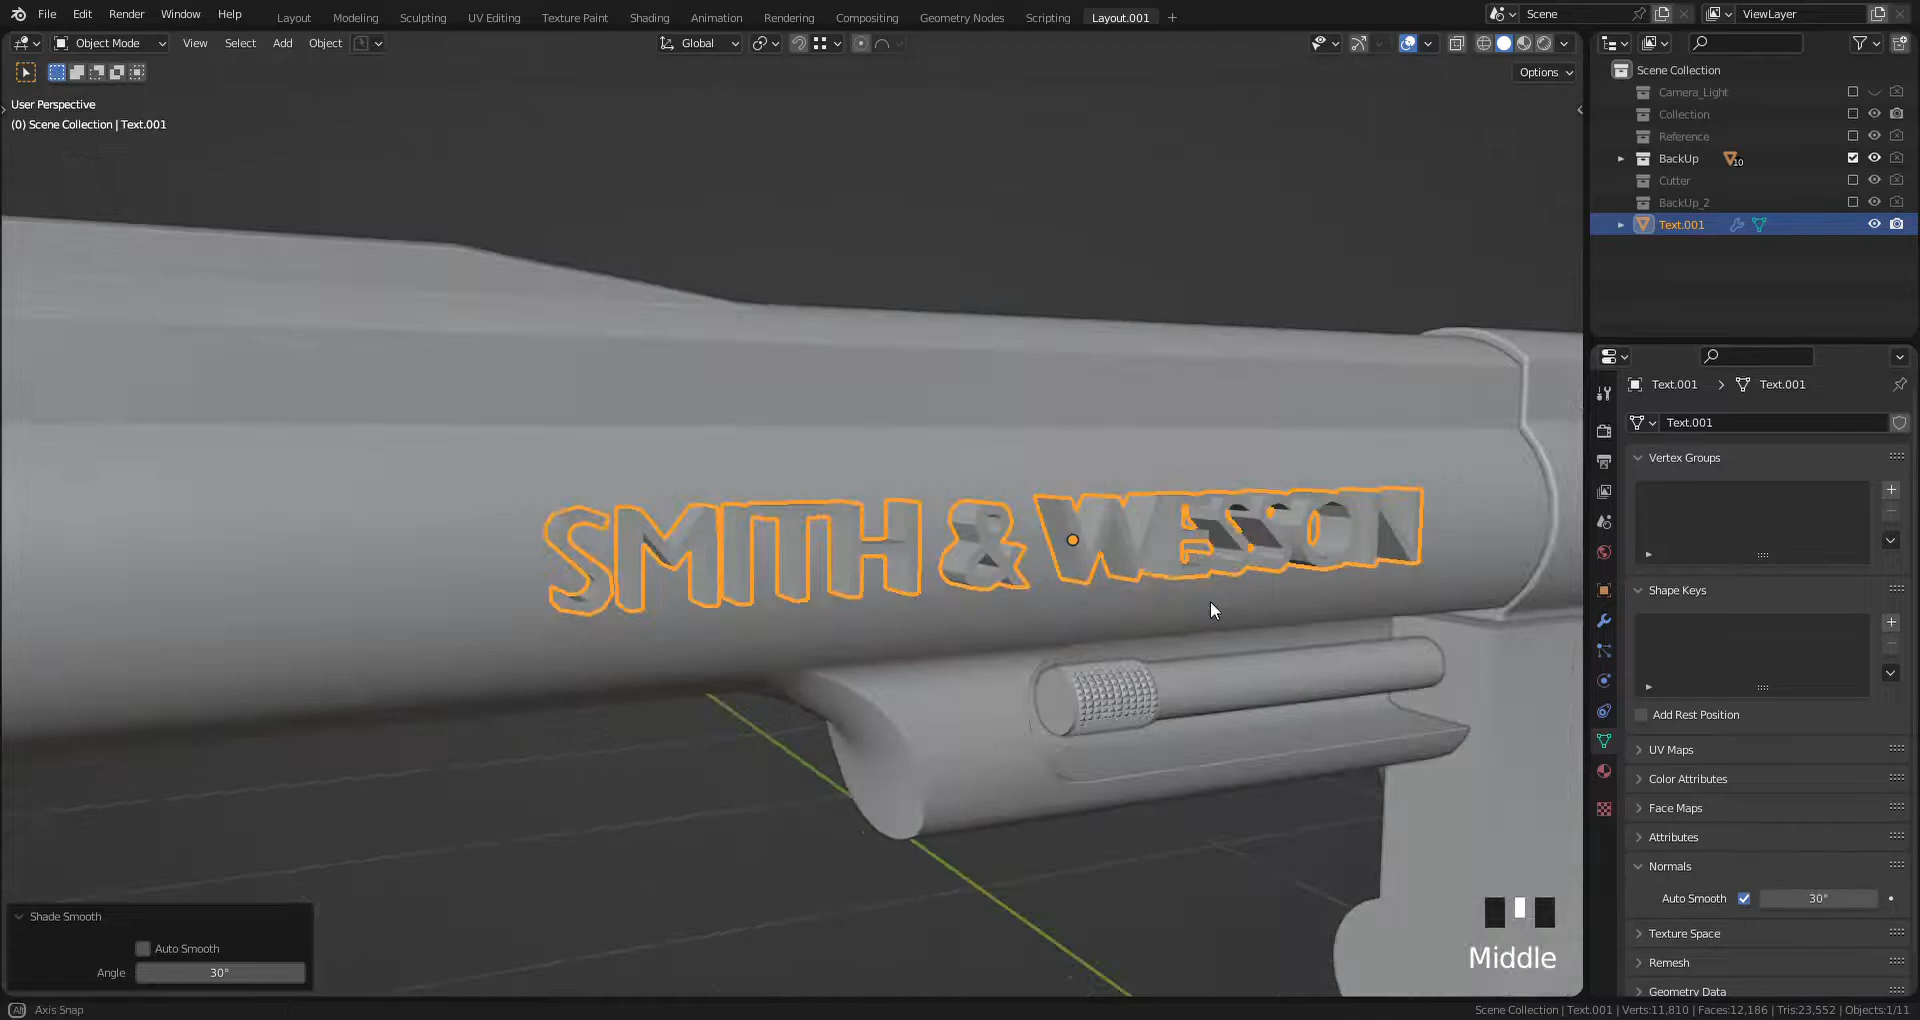 File Edit Render Window Help
Layout Modeling Sculpting UV Editing Texture Paint Shading Animation Rendering Compositing Geometry Nodes Scripting Layout.001 +
Scene
ViewLayer
Object Mode View Select Add Object
Global
Options
User Perspective
(0) Scene Collection | Text.001
SMITH & WESSON
Scene Collection
Camera_Light
Collection
Reference
BackUp 10
Cutter
BackUp_2
Text.001
Text.001 > Text.001
Text.001
Vertex Groups
Shape Keys
Add Rest Position
UV Maps
Color Attributes
Face Maps
Attributes
Normals
Auto Smooth 30°
Texture Space
Remesh
Geometry Data
Shade Smooth
Auto Smooth
Angle 30°
Middle
Alt Axis Snap
Scene Collection | Text.001 | Verts:11,810 | Faces:12,186 | Tris:23,552 | Objects:1/11